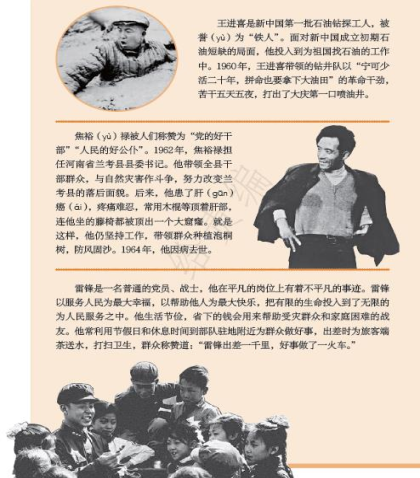 王进喜是新中国第一批石油钻探工人，被
誉（yù）为“铁人”。面对新中国成立初期石
油短缺的局面，他投入到为祖国找石油的工作
中。1960年，王进喜带领的钻井队以“宁可少
活二十年，拼命也要拿下大油田”的革命干劲，
苦干五天五夜，打出了大庆第一口喷油井。
焦裕（yù）禄被人们称赞为“党的好干
部”“人民的好公仆”。1962年，焦裕禄担
任河南省兰考县县委书记。他带领全县干
部群众，与自然灾害作斗争，努力改变兰
考县的落后面貌。后来，他患了肝（gān）
癌（ái），疼痛难忍，常用木棍等顶着肝部，
连他坐的藤椅都被顶出一个大窟窿。就是
这样，他仍坚持工作，带领群众种植泡桐
树，防风固沙。1964年，他因病去世。
雷锋是一名普通的党员、战士，他在平凡的岗位上有着不平凡的事迹。雷锋
以服务人民为最大幸福，以帮助他人为最大快乐，把有限的生命投入到了无限的
为人民服务之中。他生活节俭，省下的钱会用来帮助受灾群众和家庭困难的战
友。他常利用节假日和休息时间到部队驻地附近为群众做好事，出差时为旅客端
茶送水，打扫卫生，群众称赞道：“雷锋出差一千里，好事做了一火车。”